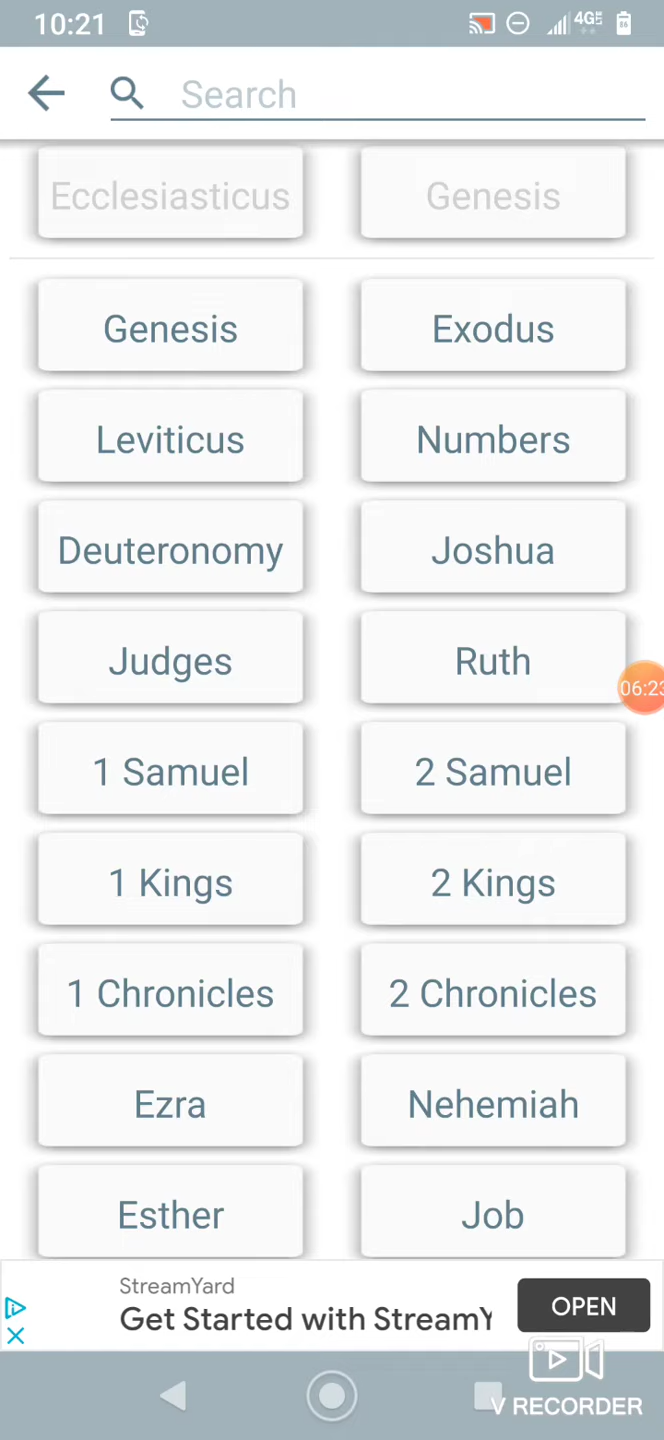 10:21 4GE 86
Search
Ecclesiasticus Genesis
Genesis Exodus
Leviticus Numbers
Deuteronomy Joshua
Judges Ruth
06:23
1 Samuel 2 Samuel
1 Kings 2 Kings
1 Chronicles 2 Chronicles
Ezra Nehemiah
Esther Job
StreamYard
Get Started with StreamY
OPEN
V RECORDER